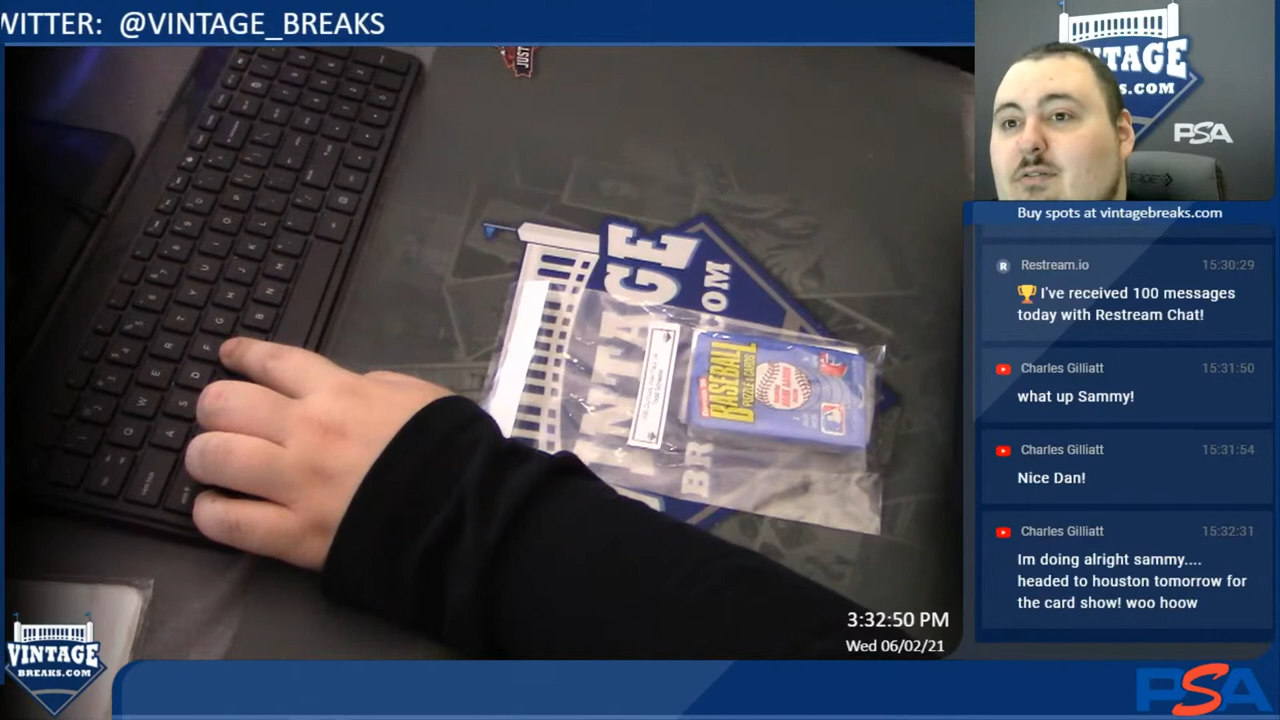 WITTER: @VINTAGE_BREAKS
JUST
VINTAGE
BR
.COM
BASEBALL
PUZZLE & CARDS
TAGE
S.COM
PSA
Buy spots at vintagebreaks.com
Restream.io 15:30:29
🏆 I've received 100 messages
today with Restream Chat!
Charles Gilliatt 15:31:50
what up Sammy!
Charles Gilliatt 15:31:54
Nice Dan!
Charles Gilliatt 15:32:31
Im doing alright sammy....
headed to houston tomorrow for
the card show! woo hoow
3:32:50 PM
Wed 06/02/21
VINTAGE
BREAKS.COM
PSA